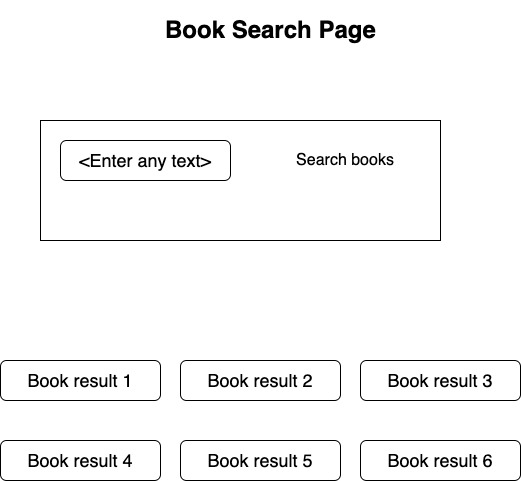 Book Search Page
<Enter any text>
Search books
Book result 1
Book result 2
Book result 3
Book result 4
Book result 5
Book result 6